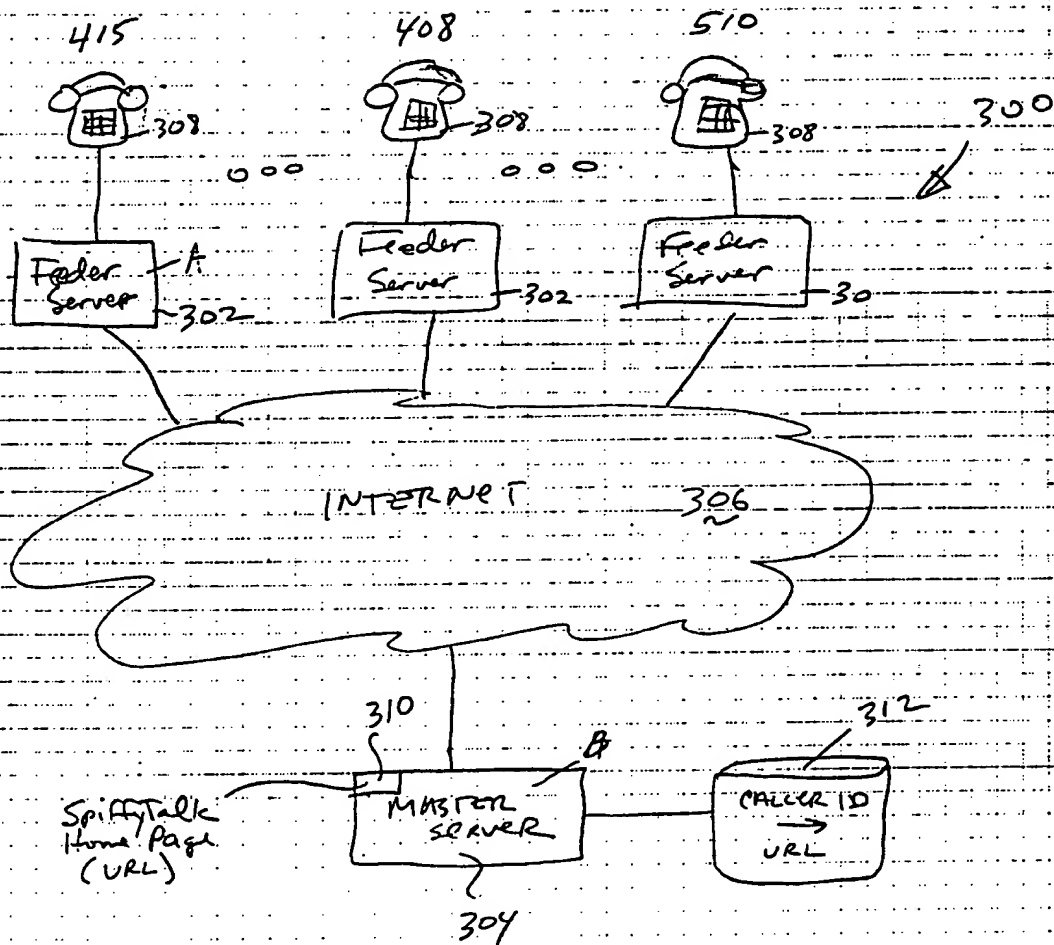 415
408
510
308
308
308
300
Feeder
Server
A
302
Feeder
Server
302
Feeder
Server
30
INTERNET
306
310
312
B
SpiffyTalk
Home Page
(URL)
MASTER
SERVER
CALLER ID
→
URL
304